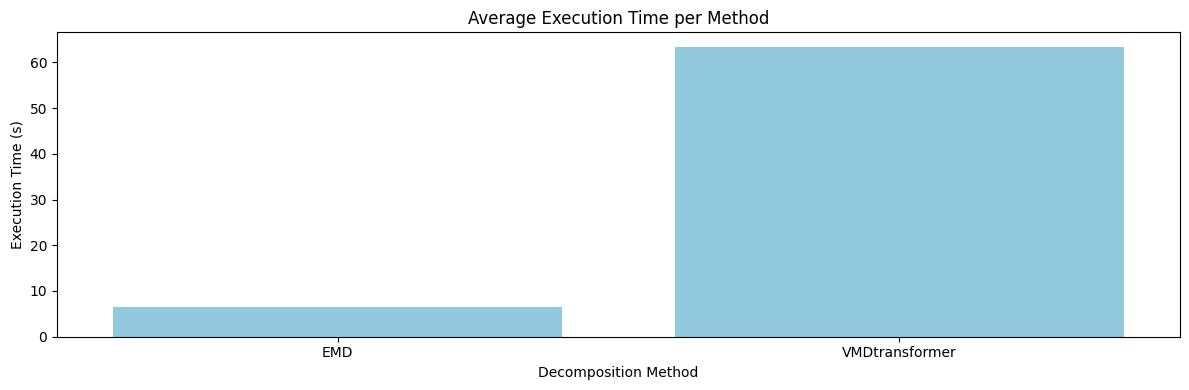 Average Execution Time per Method
Execution Time (s)
60
50
40
30
20
10
0
EMD
VMDtransformer
Decomposition Method